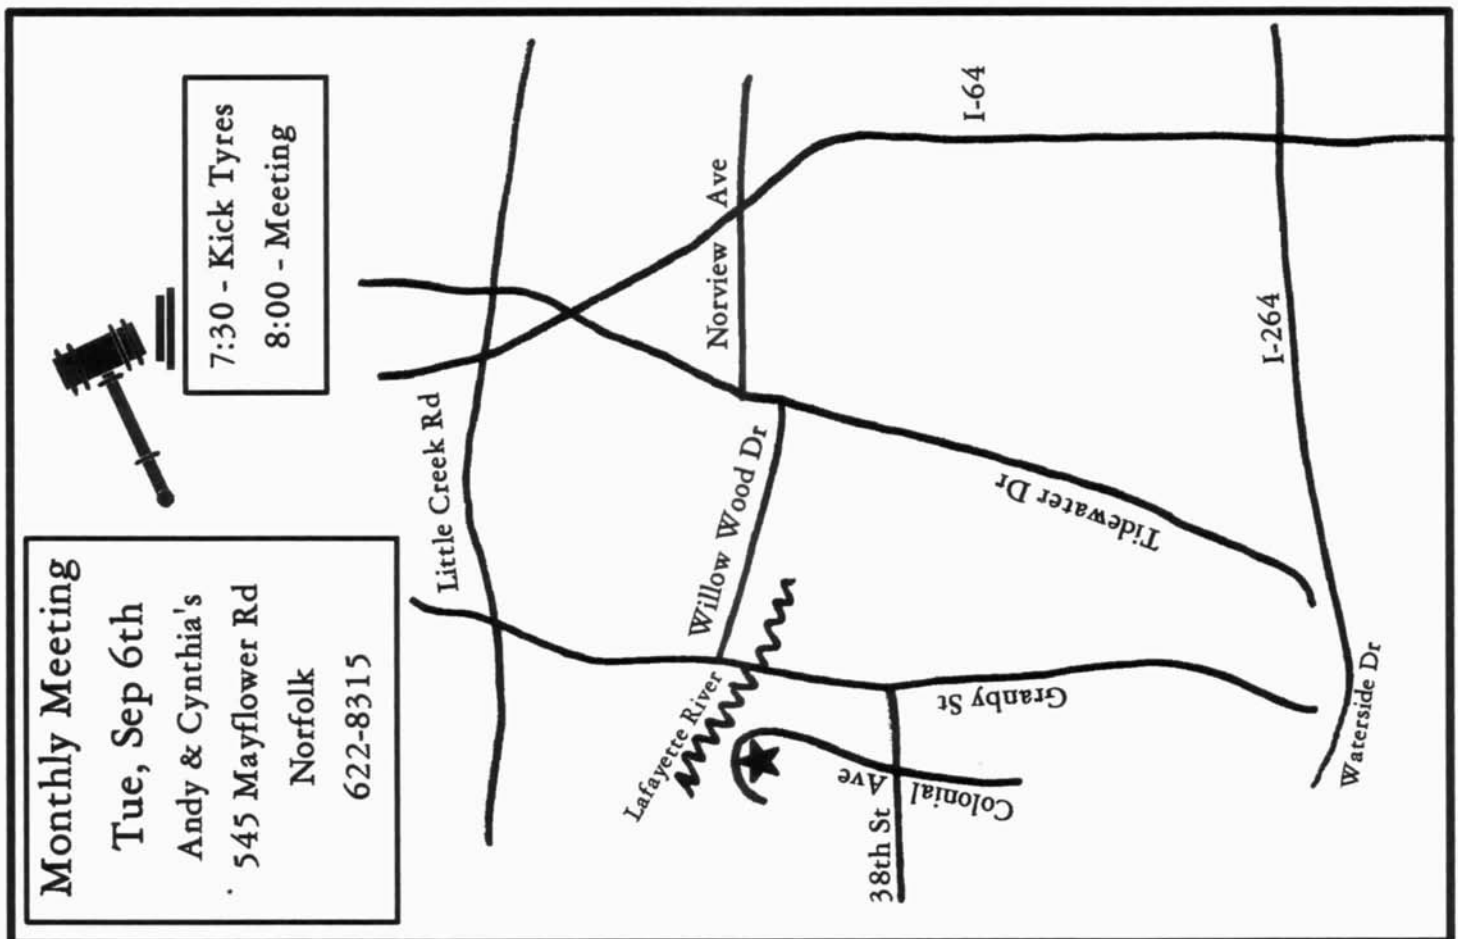 Monthly Meeting
Tue, Sep 6th
Andy & Cynthia's
545 Mayflower Rd
Norfolk
622-8315
7:30 - Kick Tyres
8:00 - Meeting
Little Creek Rd
Norview Ave
I-64
Willow Wood Dr
Lafayette River
Tidewater Dr
Granby St
Colonial Ave
38th St
I-264
Waterside Dr